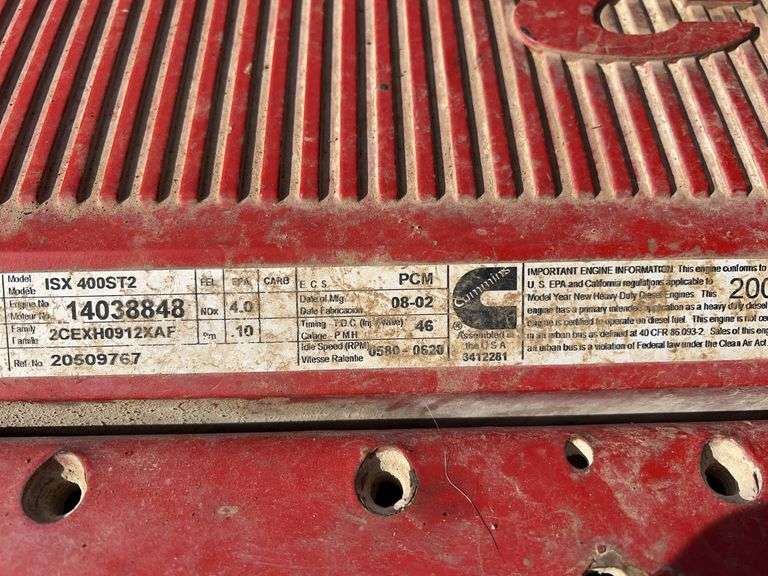 C
Model
Modele
ISX 400ST2
Engine No
Moteur No
14038848
Family
Famille
2CEXH0912XAF
Ref. No
20509767
FEL EPA CARB
NOx 4.0
Pm .10
E. C. S. PCM
Date of Mfg
Date Fabricacion
08-02
Timing - T.D.C.
Calage - P M H
46
Idle Speed (RPM)
Vitesse Ralentie
0580 - 0620
Cummins
®
Assembled in
the U S A
3412281
IMPORTANT ENGINE INFORMATION This engine conforms to
U. S. EPA and California regulations applicable to
Model Year New Heavy Duty Diesel Engines. This
200
engine has a primary intended application as a heavy duty diesel
engine is certified to operate on diesel fuel. This engine is not cer
an urban bus as defined at 40 CFR 86.093-2. Sales of this eng
an urban bus is a violation of Federal law under the Clean Air Act